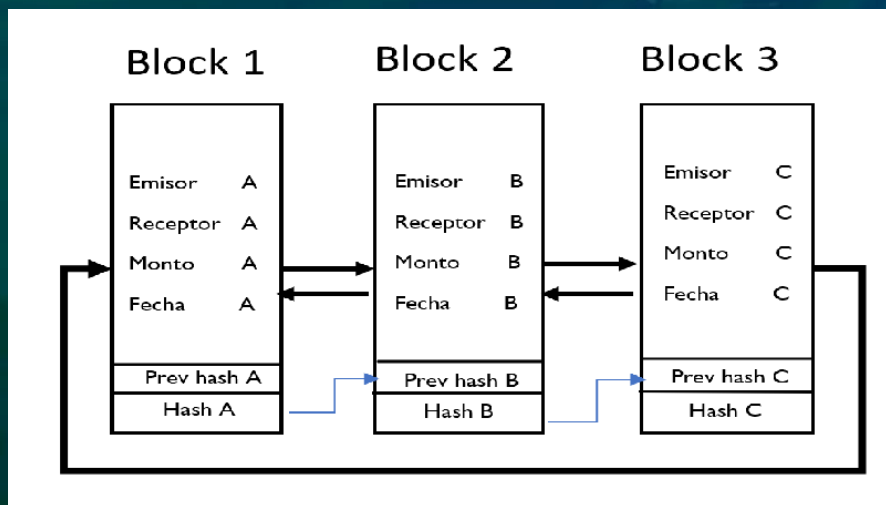 Block 1
Emisor A
Receptor A
Monto A
Fecha A
Prev hash A
Hash A
Block 2
Emisor B
Receptor B
Monto B
Fecha B
Prev hash B
Hash B
Block 3
Emisor C
Receptor C
Monto C
Fecha C
Prev hash C
Hash C